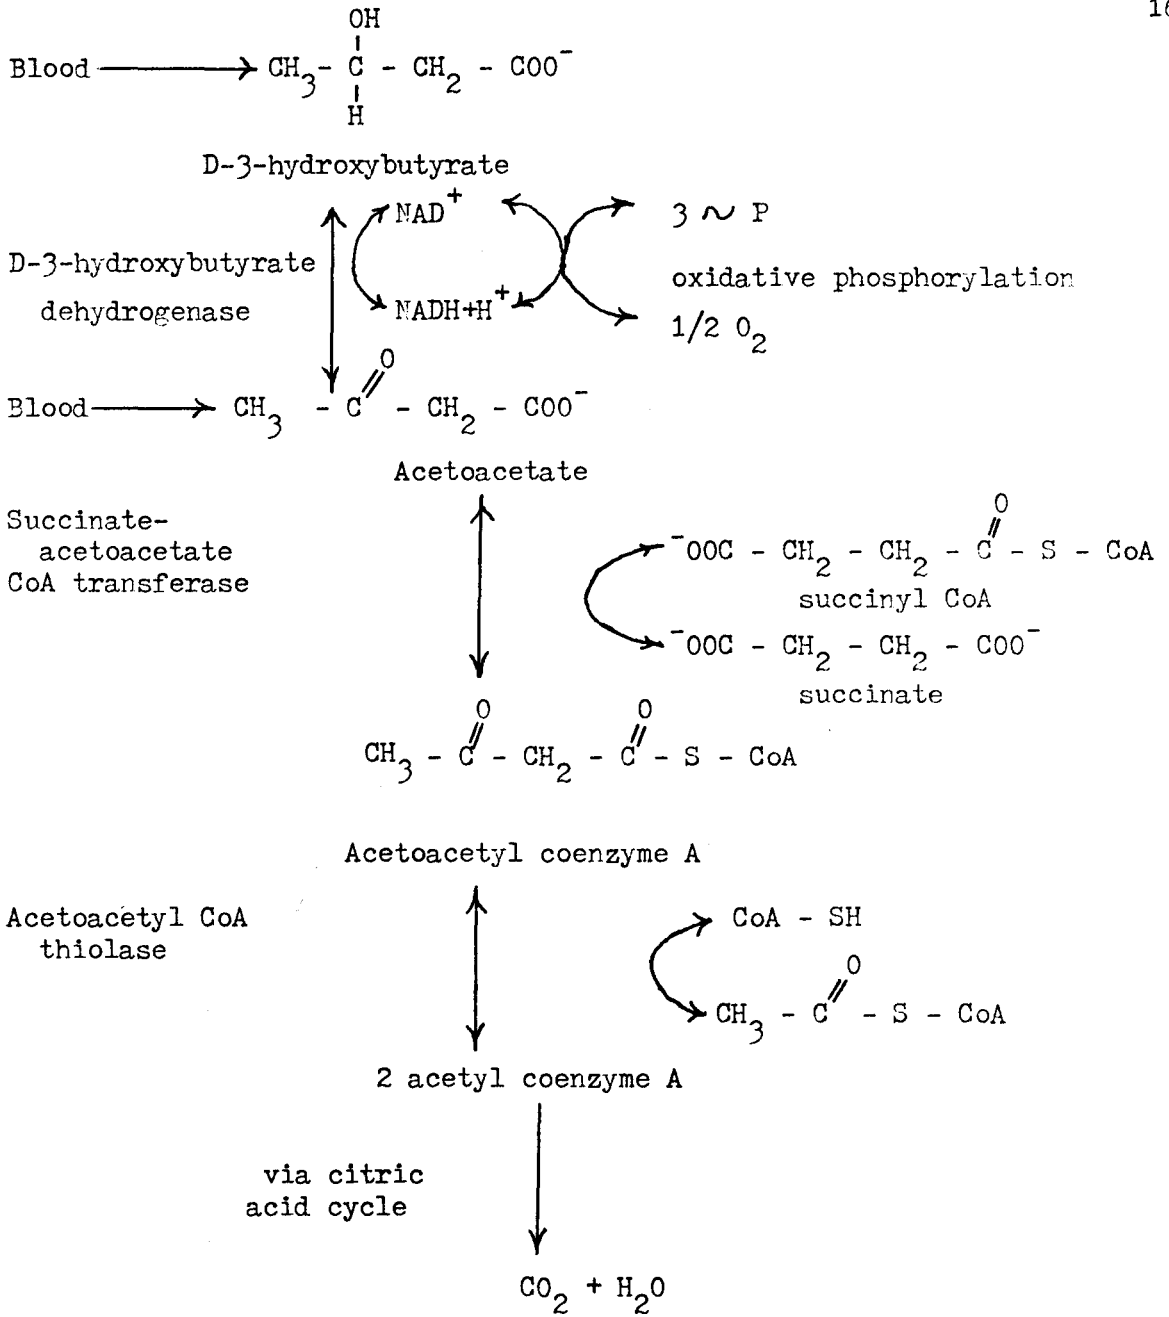 16
OH
Blood CH3 - C - CH2 - COO-
H
D-3-hydroxybutyrate
NAD+
3 ~ P
D-3-hydroxybutyrate
dehydrogenase
oxidative phosphorylation
NADH+H+
1/2 O2
O
Blood CH3 - C - CH2 - COO-
Acetoacetate
Succinate-
acetoacetate
CoA transferase
O
-OOC - CH2 - CH2 - C - S - CoA
succinyl CoA
-OOC - CH2 - CH2 - COO-
succinate
O O
CH3 - C - CH2 - C - S - CoA
Acetoacetyl coenzyme A
Acetoacetyl CoA
thiolase
CoA - SH
O
CH3 - C - S - CoA
2 acetyl coenzyme A
via citric
acid cycle
CO2 + H2O